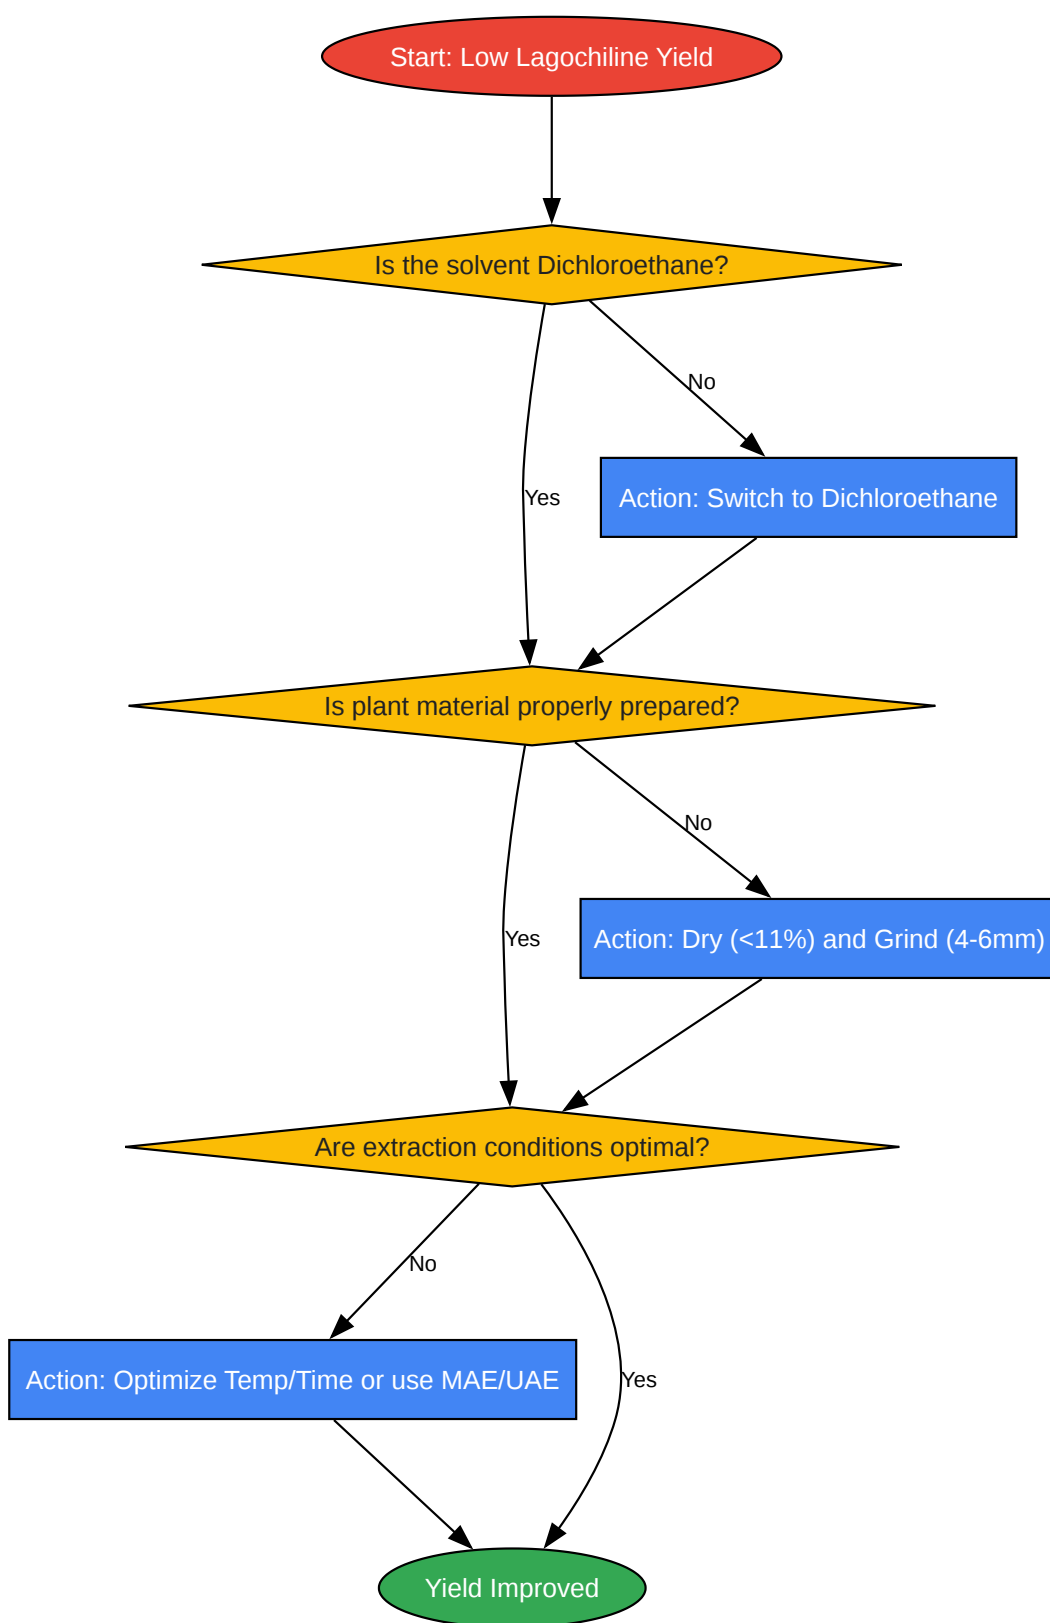 Start: Low Lagochiline Yield
Is the solvent Dichloroethane?
No
Yes
Action: Switch to Dichloroethane
Is plant material properly prepared?
No
Yes
Action: Dry (<11%) and Grind (4-6mm)
Are extraction conditions optimal?
No
Action: Optimize Temp/Time or use MAE/UAE
Yes
Yield Improved